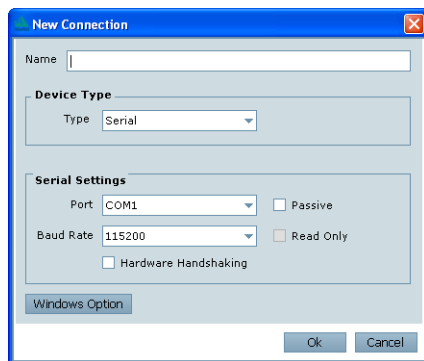 New Connection
Name
Device Type
Type Serial
Serial Settings
Port COM1 Passive
Baud Rate 115200 Read Only
Hardware Handshaking
Windows Option
Ok Cancel